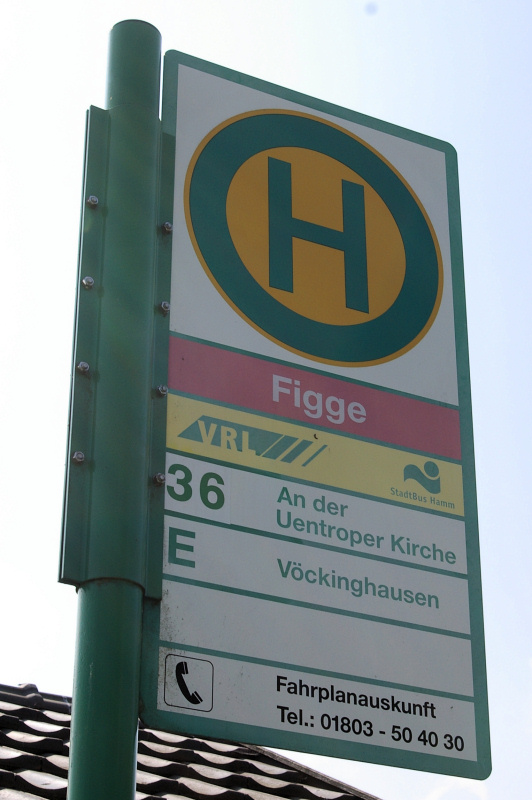 H
Figge
VRL
StadtBus Hamm
36 An der
Uentroper Kirche
E Vöckinghausen
Fahrplanauskunft
Tel.: 01803 - 50 40 30